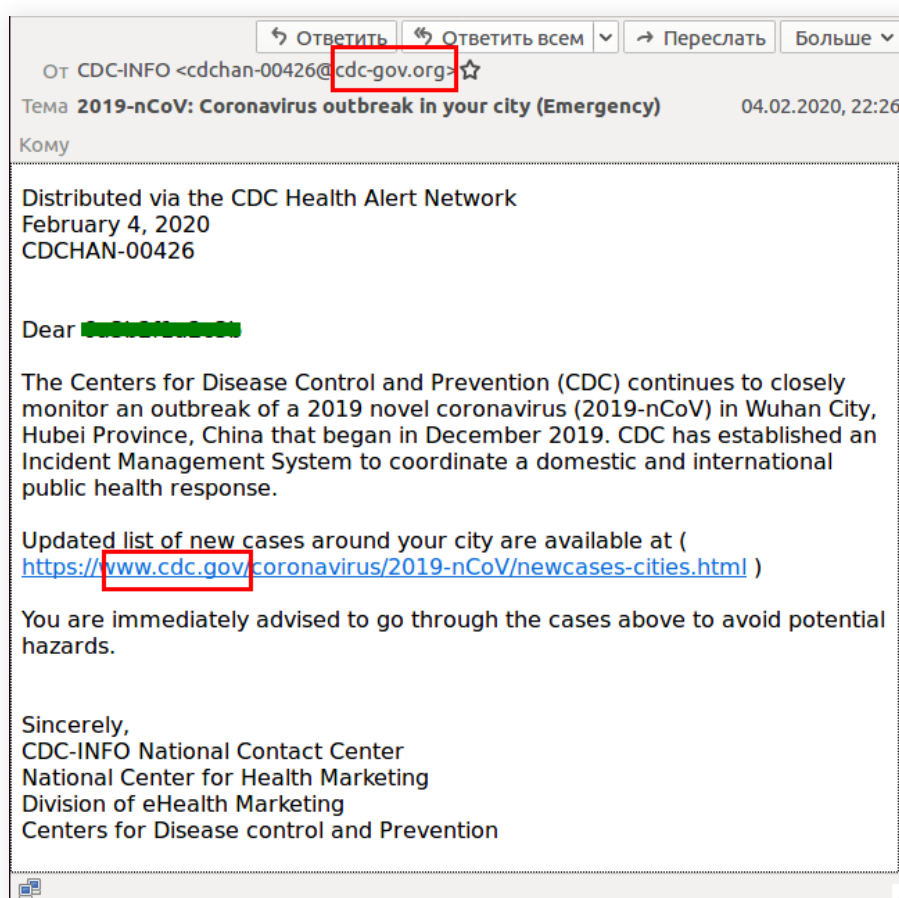 Ответить Ответить всем Переслать Больше
От CDC-INFO <cdchan-00426@cdc-gov.org>
Тема 2019-nCoV: Coronavirus outbreak in your city (Emergency) 04.02.2020, 22:26
Кому
Distributed via the CDC Health Alert Network
February 4, 2020
CDCHAN-00426
Dear
The Centers for Disease Control and Prevention (CDC) continues to closely
monitor an outbreak of a 2019 novel coronavirus (2019-nCoV) in Wuhan City,
Hubei Province, China that began in December 2019. CDC has established an
Incident Management System to coordinate a domestic and international
public health response.
Updated list of new cases around your city are available at (
https://www.cdc.gov/coronavirus/2019-nCoV/newcases-cities.html )
You are immediately advised to go through the cases above to avoid potential
hazards.
Sincerely,
CDC-INFO National Contact Center
National Center for Health Marketing
Division of eHealth Marketing
Centers for Disease control and Prevention